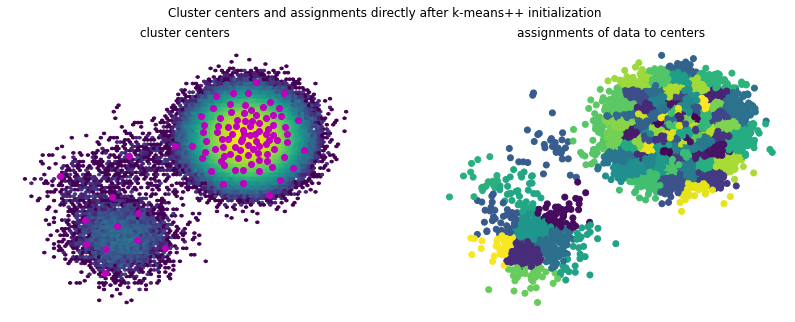 Cluster centers and assignments directly after k-means++ initialization
cluster centers
assignments of data to centers